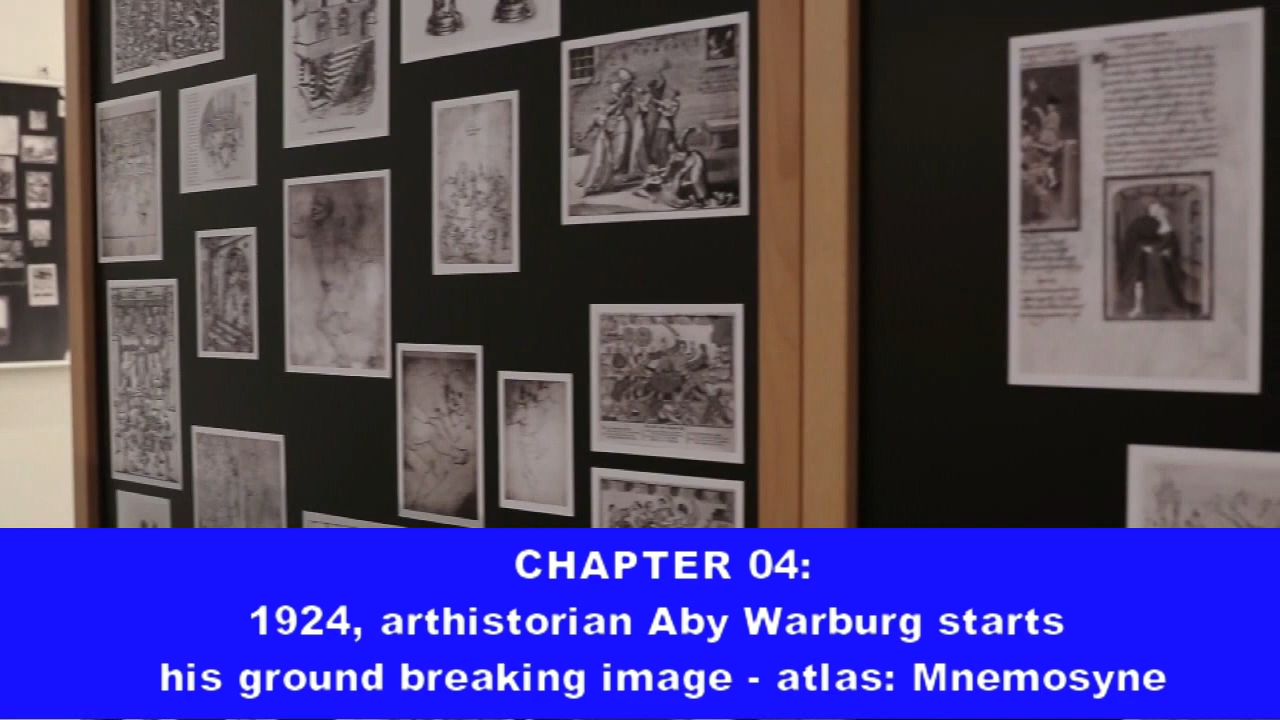 CHAPTER 04:
1924, arthistorian Aby Warburg starts
his ground breaking image - atlas: Mnemosyne